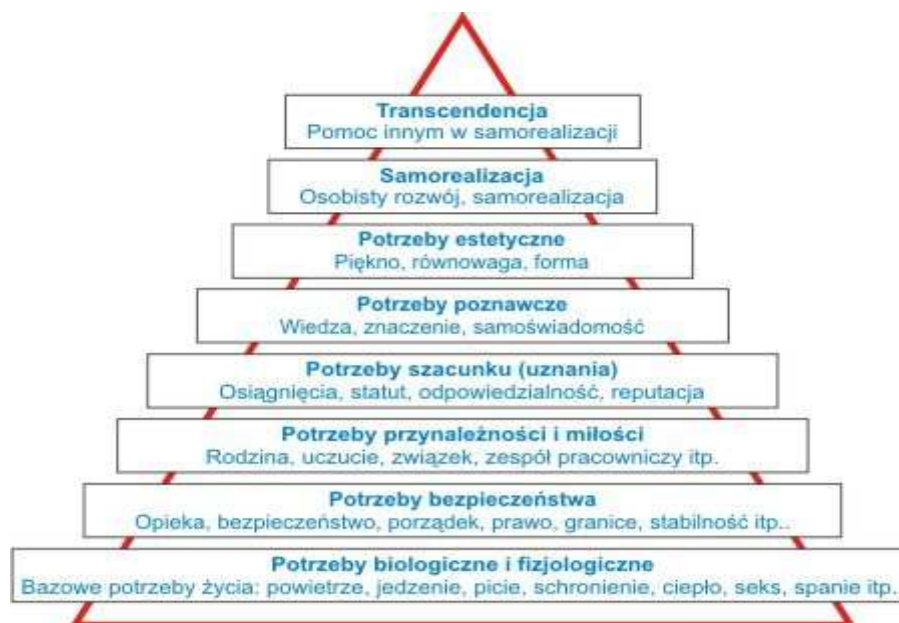 Transcendencja
Pomoc innym w samorealizacji
Samorealizacja
Osobisty rozwój, samorealizacja
Potrzeby estetyczne
Piękno, równowaga, forma
Potrzeby poznawcze
Wiedza, znaczenie, samoświadomość
Potrzeby szacunku (uznania)
Osiągnięcia, statut, odpowiedzialność, reputacja
Potrzeby przynależności i miłości
Rodzina, uczucie, związek, zespół pracowniczy itp.
Potrzeby bezpieczeństwa
Opieka, bezpieczeństwo, porządek, prawo, granice, stabilność itp..
Potrzeby biologiczne i fizjologiczne
Bazowe potrzeby życia: powietrze, jedzenie, picie, schronienie, ciepło, seks, spanie itp.